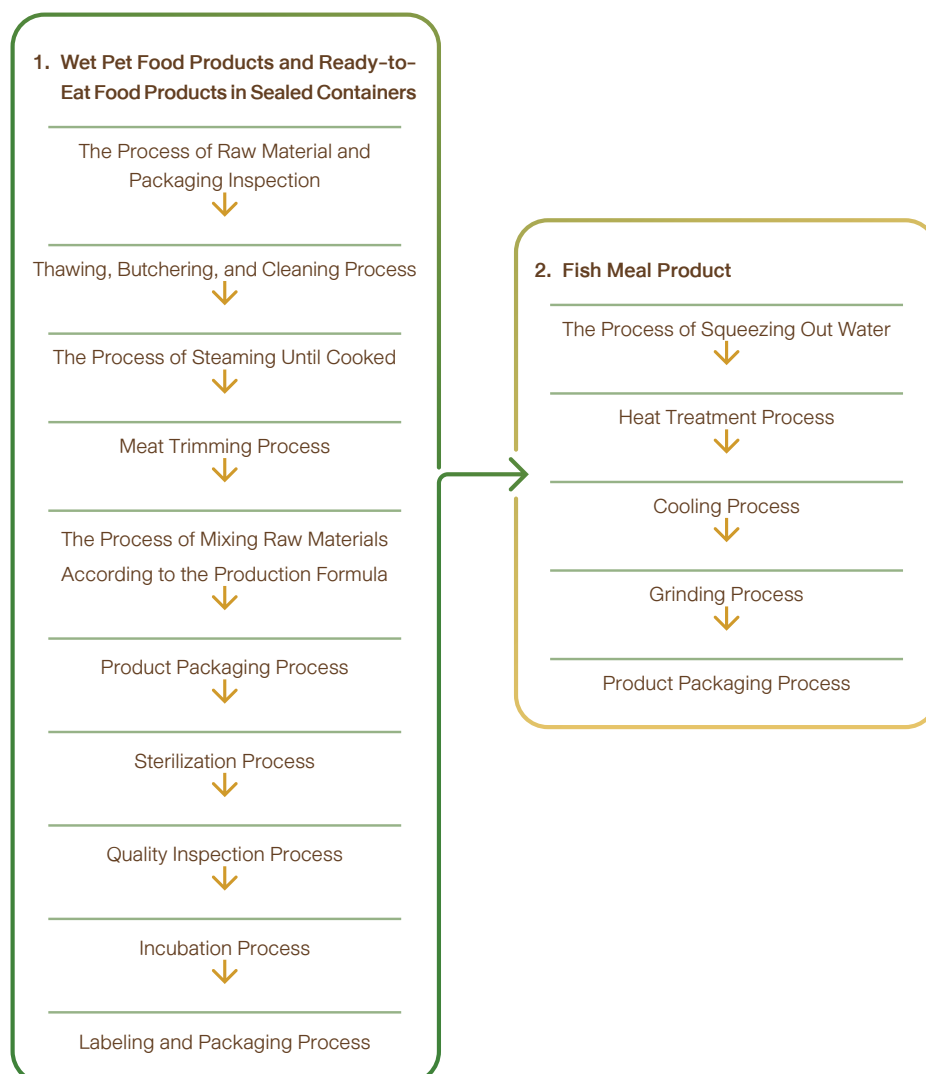 1. Wet Pet Food Products and Ready-to-
Eat Food Products in Sealed Containers
The Process of Raw Material and
Packaging Inspection
Thawing, Butchering, and Cleaning Process
The Process of Steaming Until Cooked
Meat Trimming Process
The Process of Mixing Raw Materials
According to the Production Formula
Product Packaging Process
Sterilization Process
Quality Inspection Process
Incubation Process
Labeling and Packaging Process
2. Fish Meal Product
The Process of Squeezing Out Water
Heat Treatment Process
Cooling Process
Grinding Process
Product Packaging Process